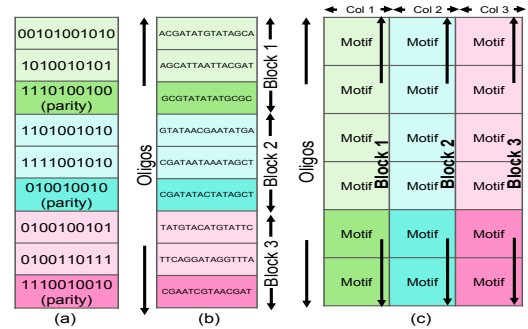 Col 1 Col 2 Col 3
00101001010
1010010101
1110100100
(parity)
1101001010
1111001010
010010010
(parity)
0100100101
0100110111
1110010010
(parity)
(a)
Oligos
ACGATATGTATAGCA
AGCATTAATTACGAT
GCGTATATATGCGC
GTATAACGAATATGA
CGATAATAAATAGCT
CGATATACTATAGCT
TATGTACATGTATTC
TTCAGGATAGGTTTA
CGAATCGTAACGAT
(b)
Block 1
Block 2
Block 3
Oligos
Motif Motif Motif
Motif Motif Motif
Motif Motif Motif
Motif Motif Motif
Motif Motif Motif
Motif Motif Motif
Block 1
Block 2
Block 3
(c)